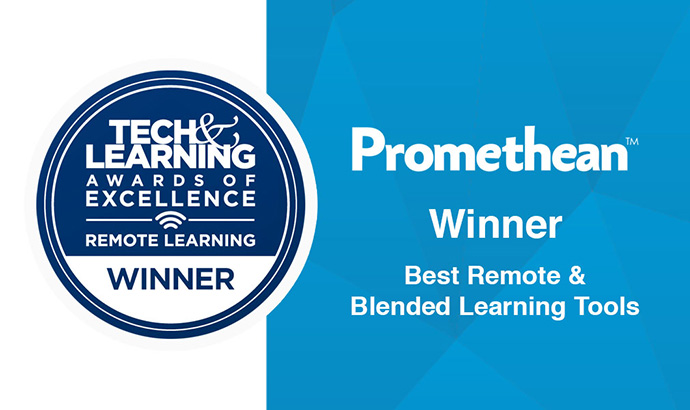 TECH&
LEARNING
AWARDS OF
EXCELLENCE
REMOTE LEARNING
WINNER
Promethean™
Winner
Best Remote &
Blended Learning Tools